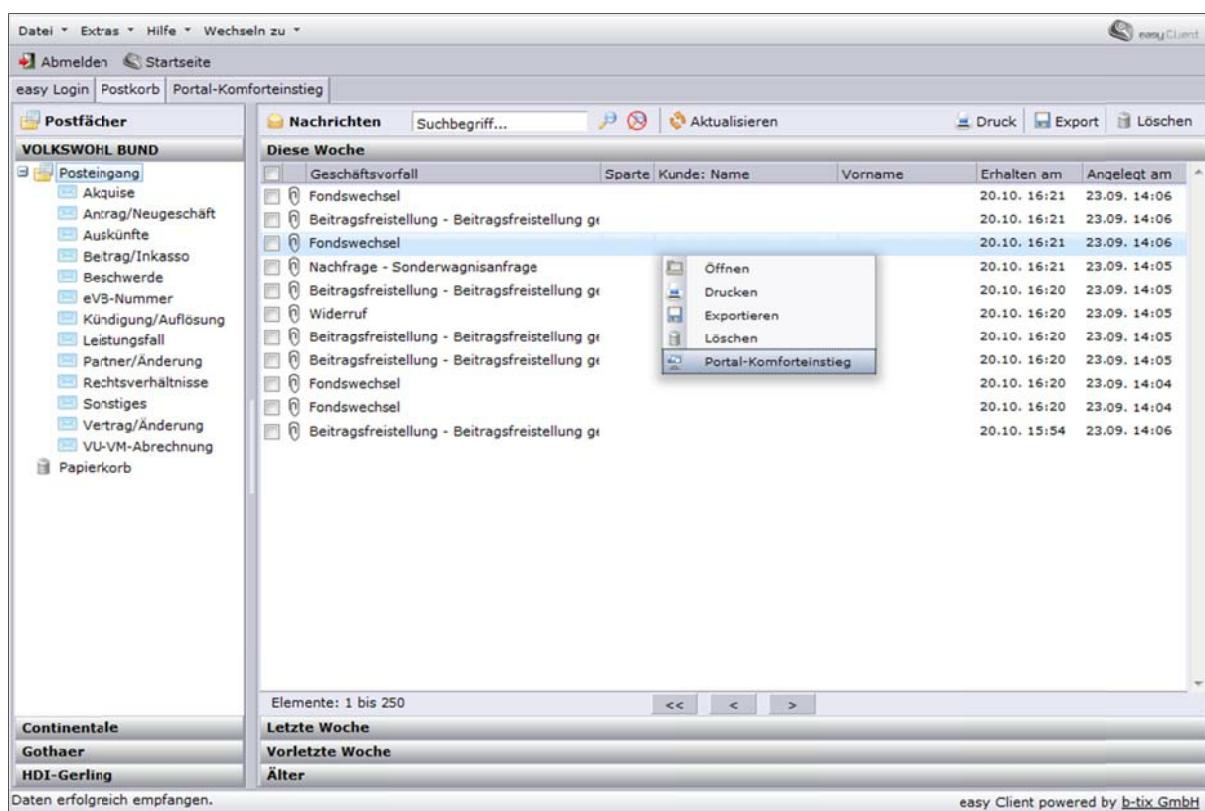 Datei Extras Hilfe Wechseln zu
easyClient
Abmelden Startseite
easy Login Postkorb Portal-Komforteinstieg
Postfächer
VOLKSWOHL BUND
Posteingang
Akquise
Antrag/Neugeschäft
Auskünfte
Betrag/Inkasso
Beschwerde
eVB-Nummer
Kündigung/Auflösung
Leistungsfall
Partner/Änderung
Rechtsverhältnisse
Sonstiges
Vertrag/Änderung
VU-VM-Abrechnung
Papierkorb
Continentale
Gothaer
HDI-Gerling
Nachrichten Suchbegriff... Aktualisieren Druck Export Löschen
Diese Woche
Geschäftsvorfall Sparte Kunde: Name Vorname Erhalten am Angelegt am
Fondswechsel 20.10. 16:21 23.09. 14:06
Beitragsfreistellung - Beitragsfreistellung ge 20.10. 16:21 23.09. 14:06
Fondswechsel 20.10. 16:21 23.09. 14:06
Nachfrage - Sonderwagnisanfrage 20.10. 16:21 23.09. 14:05
Beitragsfreistellung - Beitragsfreistellung ge 20.10. 16:20 23.09. 14:05
Widerruf 20.10. 16:20 23.09. 14:05
Beitragsfreistellung - Beitragsfreistellung ge 20.10. 16:20 23.09. 14:05
Beitragsfreistellung - Beitragsfreistellung ge 20.10. 16:20 23.09. 14:05
Fondswechsel 20.10. 16:20 23.09. 14:04
Fondswechsel 20.10. 16:20 23.09. 14:04
Beitragsfreistellung - Beitragsfreistellung ge 20.10. 15:54 23.09. 14:06
Öffnen
Drucken
Exportieren
Löschen
Portal-Komforteinstieg
Elemente: 1 bis 250 << < >
Letzte Woche
Vorletzte Woche
Älter
Daten erfolgreich empfangen. easy Client powered by b-tix GmbH